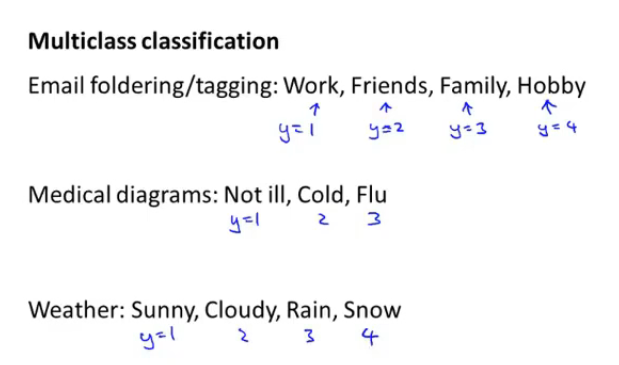 Multiclass classification
Email foldering/tagging: Work, Friends, Family, Hobby
↑ ↑ ↑ ↑
y=1 y=2 y=3 y=4
Medical diagrams: Not ill, Cold, Flu
y=1 2 3
Weather: Sunny, Cloudy, Rain, Snow
y=1 2 3 4